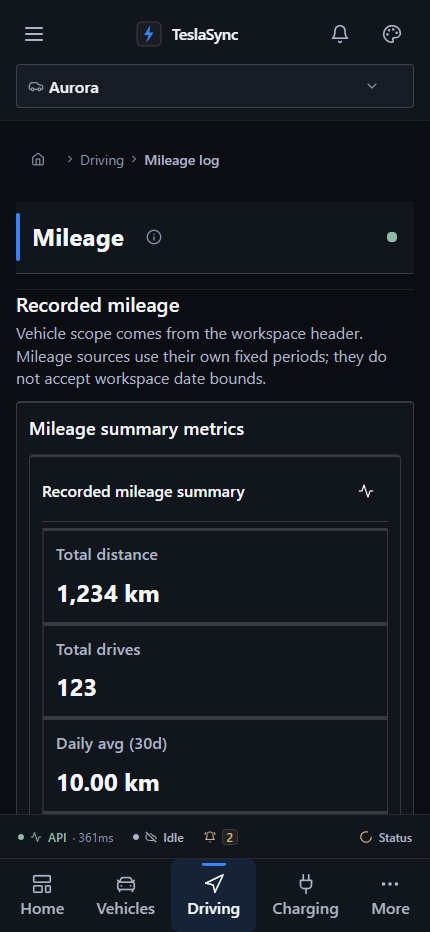 TeslaSync
Aurora
Driving
Mileage log
Mileage
Recorded mileage
Vehicle scope comes from the workspace header.
Mileage sources use their own fixed periods; they do
not accept workspace date bounds.
Mileage summary metrics
Recorded mileage summary
Total distance
1,234 km
Total drives
123
Daily avg (30d)
10.00 km
API · 361ms
Idle
2
Status
Home
Vehicles
Driving
Charging
More